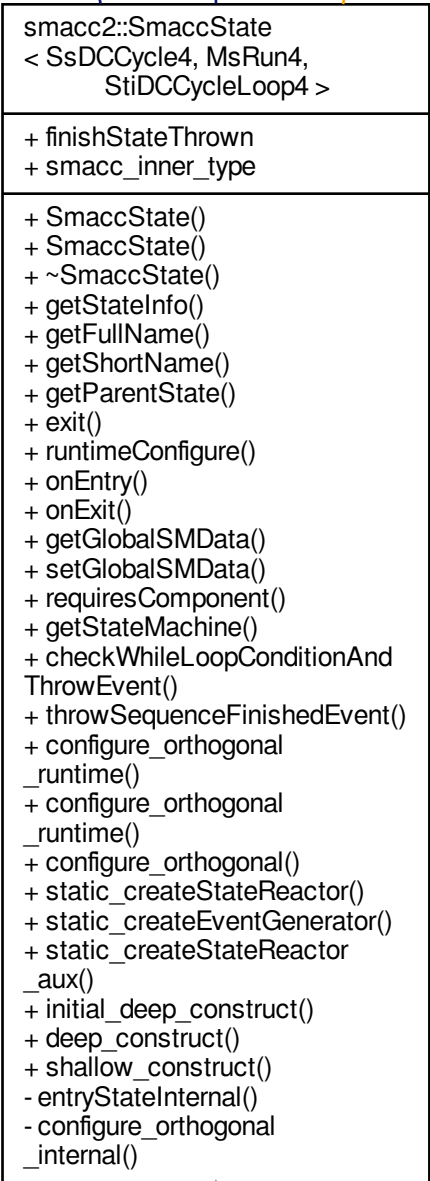 smacc2::SmaccState
< SsDCCycle4, MsRun4,
StiDCCycleLoop4 >
+ finishStateThrown
+ smacc_inner_type
+ SmaccState()
+ SmaccState()
+ ~SmaccState()
+ getStateInfo()
+ getFullName()
+ getShortName()
+ getParentState()
+ exit()
+ runtimeConfigure()
+ onEntry()
+ onExit()
+ getGlobalSMData()
+ setGlobalSMData()
+ requiresComponent()
+ getStateMachine()
+ checkWhileLoopConditionAnd
ThrowEvent()
+ throwSequenceFinishedEvent()
+ configure_orthogonal
_runtime()
+ configure_orthogonal
_runtime()
+ configure_orthogonal()
+ static_createStateReactor()
+ static_createEventGenerator()
+ static_createStateReactor
_aux()
+ initial_deep_construct()
+ deep_construct()
+ shallow_construct()
- entryStateInternal()
- configure_orthogonal
_internal()